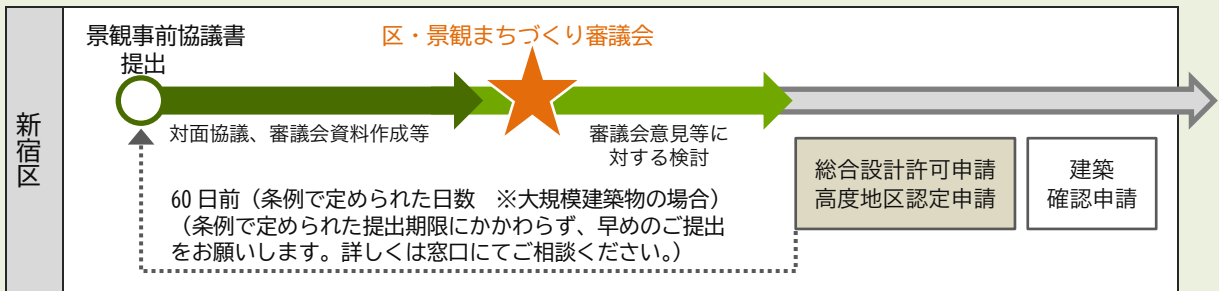 新宿区
景観事前協議書
提出
区・景観まちづくり審議会
対面協議、審議会資料作成等
審議会意見等に
対する検討
60日前（条例で定められた日数　※大規模建築物の場合）
（条例で定められた提出期限にかかわらず、早めのご提出
をお願いします。詳しくは窓口にてご相談ください。）
総合設計許可申請
高度地区認定申請
建築
確認申請